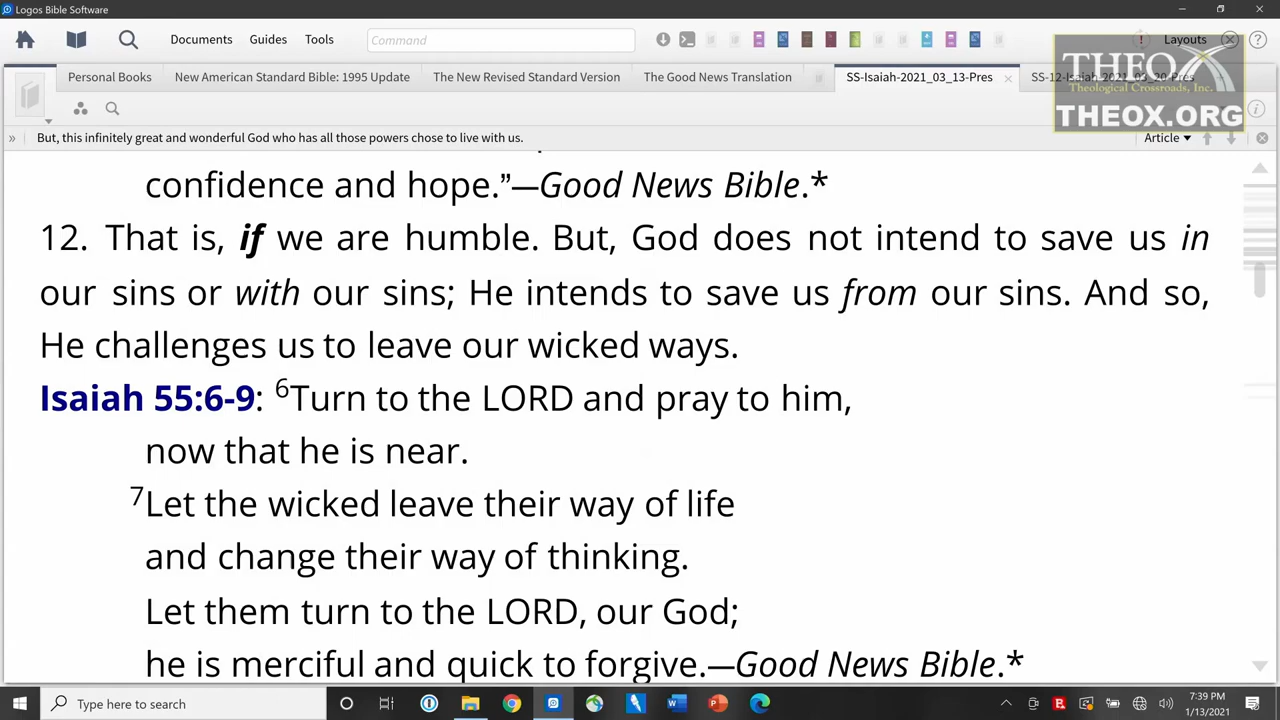 Logos Bible Software
Documents Guides Tools Command Layouts
THEOX
Theological Crossroads, Inc.
THEOX.ORG
Personal Books New American Standard Bible: 1995 Updat The New Revised Standard Version The Good News Translation SS-Isaiah-2021_03_13-Pres SS-12-Isaiah-2021_03_20-Pres
» But, this infinitely great and wonderful God who has all those powers chose to live with us. Article
confidence and hope.”—Good News Bible.*
12. That is, if we are humble. But, God does not intend to save us in
our sins or with our sins; He intends to save us from our sins. And so,
He challenges us to leave our wicked ways.
Isaiah 55:6-9: 6Turn to the LORD and pray to him,
now that he is near.
7Let the wicked leave their way of life
and change their way of thinking.
Let them turn to the LORD, our God;
he is merciful and quick to forgive.—Good News Bible.*
Type here to search
7:39 PM
1/13/2021